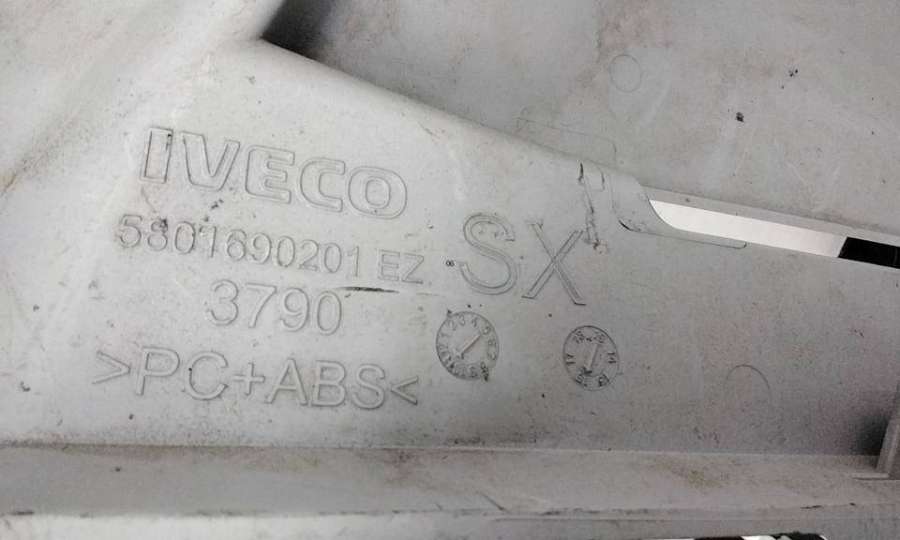 IVECO
5801690201 EZ
SX
3790
>PC+ABS<